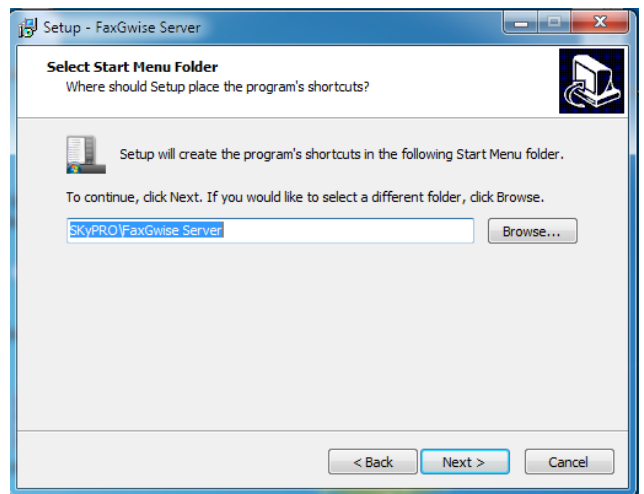 Setup - FaxGwise Server
Select Start Menu Folder
Where should Setup place the program's shortcuts?
Setup will create the program's shortcuts in the following Start Menu folder.
To continue, click Next. If you would like to select a different folder, click Browse.
SKyPRO\FaxGwise Server
Browse...
< Back
Next >
Cancel